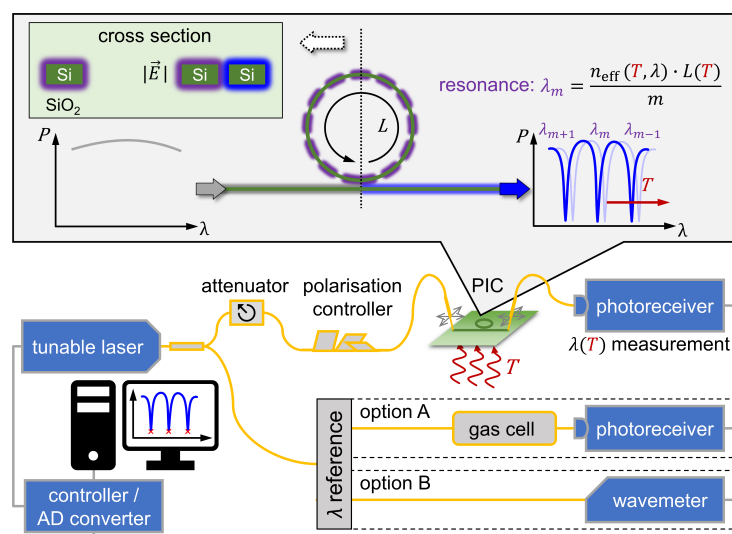 cross section
Si
|E⃗|
Si
Si
SiO₂
L
resonance: λₘ = n_eff (T, λ) · L(T) / m
P
λ
P
λₘ₊₁
λₘ
λₘ₋₁
T
λ
attenuator
polarisation
controller
PIC
tunable laser
photoreceiver
λ(T) measurement
T
option A
gas cell
photoreceiver
λ reference
option B
wavemeter
controller /
AD converter